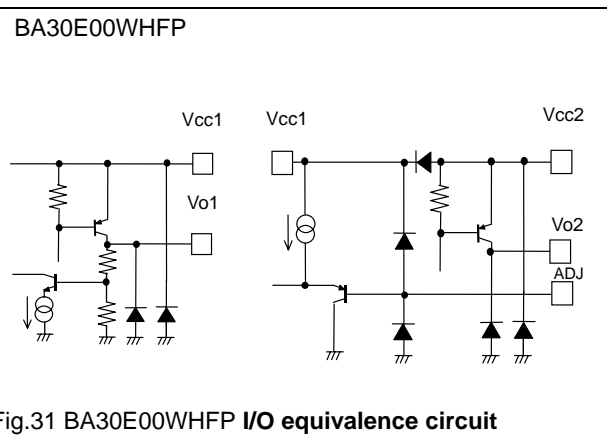 BA30E00WHFP
Vcc1
Vo1
Vcc1
Vcc2
Vo2
ADJ
Fig.31 BA30E00WHFP I/O equivalence circuit